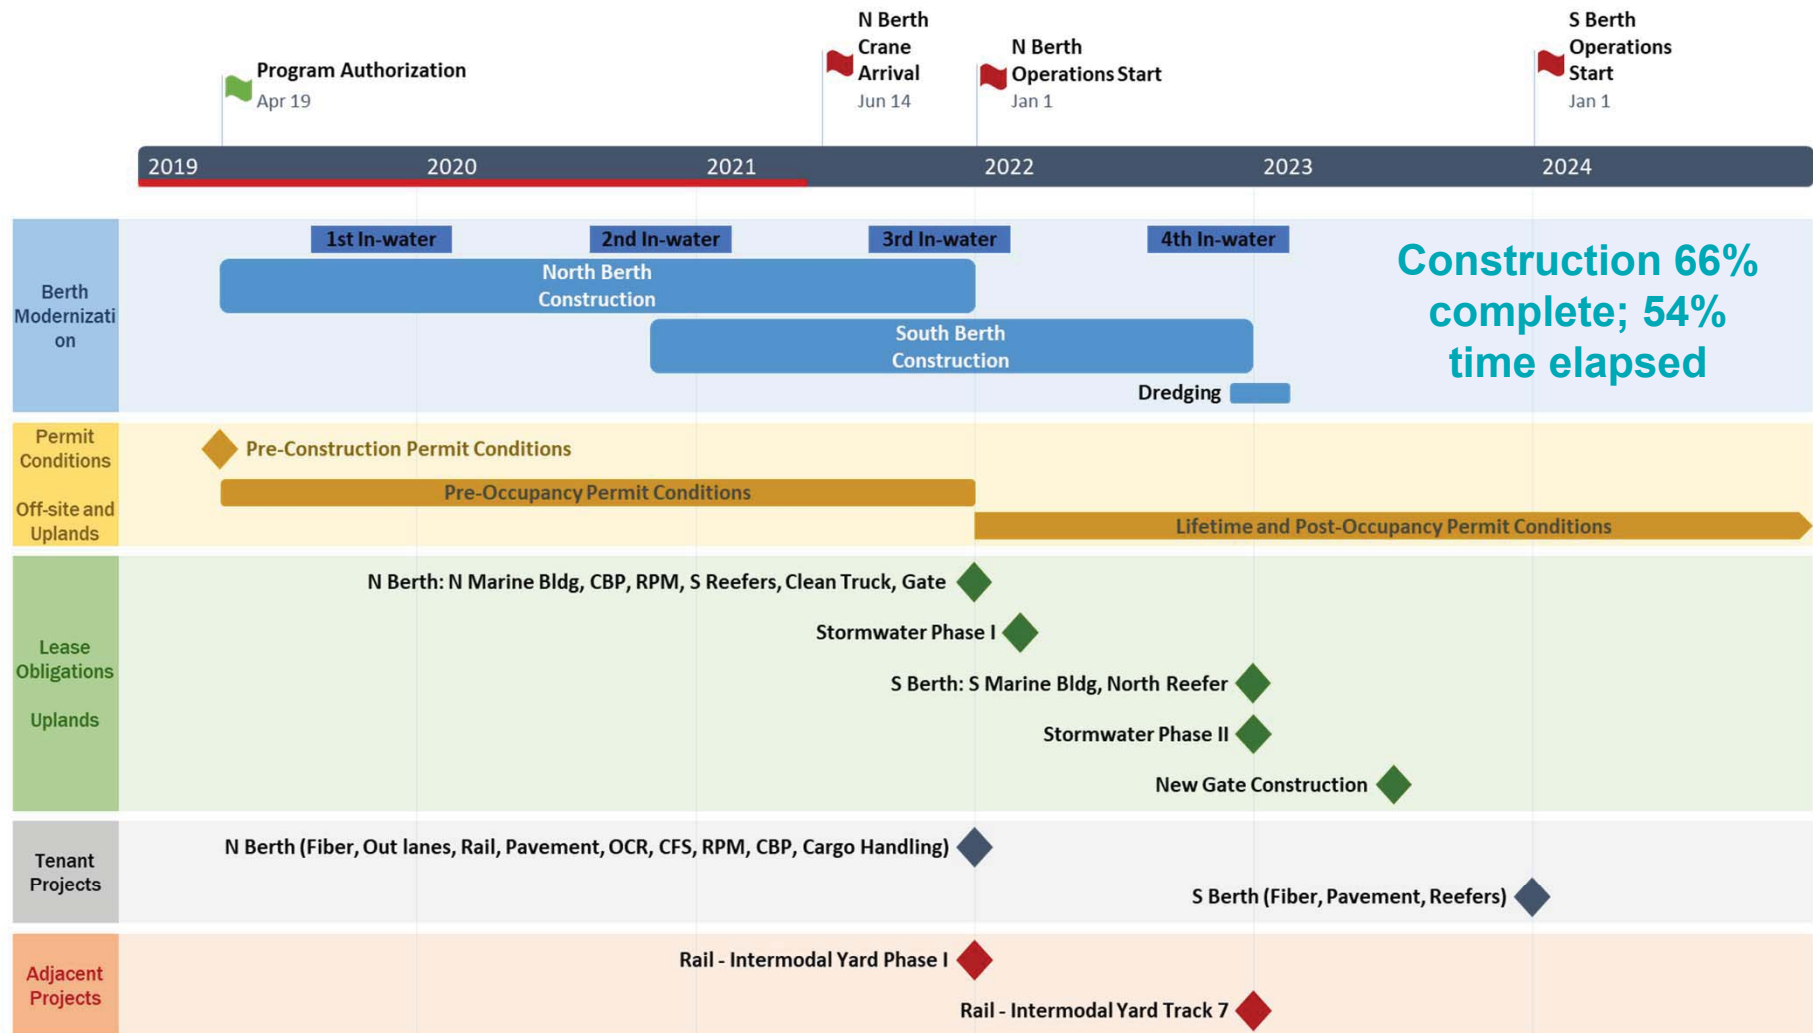 N Berth
Crane
Arrival
Jun 14
S Berth
Operations
Start
Jan 1
N Berth
Operations Start
Jan 1
Program Authorization
Apr 19
2019 2020 2021 2022 2023 2024
Berth
Modernizati
on
1st In-water 2nd In-water 3rd In-water 4th In-water
North Berth
Construction
South Berth
Construction
Dredging
Construction 66%
complete; 54%
time elapsed
Permit
Conditions
Off-site and
Uplands
Pre-Construction Permit Conditions
Pre-Occupancy Permit Conditions
Lifetime and Post-Occupancy Permit Conditions
Lease
Obligations
Uplands
N Berth: N Marine Bldg, CBP, RPM, S Reefers, Clean Truck, Gate
Stormwater Phase I
S Berth: S Marine Bldg, North Reefer
Stormwater Phase II
New Gate Construction
Tenant
Projects
N Berth (Fiber, Out lanes, Rail, Pavement, OCR, CFS, RPM, CBP, Cargo Handling)
S Berth (Fiber, Pavement, Reefers)
Adjacent
Projects
Rail - Intermodal Yard Phase I
Rail - Intermodal Yard Track 7